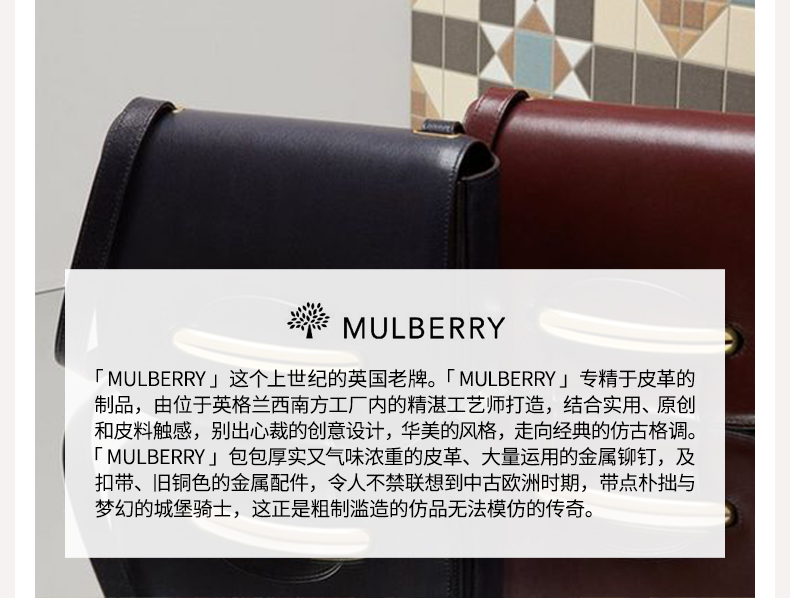 MULBERRY
「MULBERRY」这个上世纪的英国老牌。「MULBERRY」专精于皮革的
制品，由位于英格兰西南方工厂内的精湛工艺师打造，结合实用、原创
和皮料触感，别出心裁的创意设计，华美的风格，走向经典的仿古格调。
「MULBERRY」包包厚实又气味浓重的皮革、大量运用的金属铆钉，及
扣带、旧铜色的金属配件，令人不禁联想到中古欧洲时期，带点朴拙与
梦幻的城堡骑士，这正是粗制滥造的仿品无法模仿的传奇。